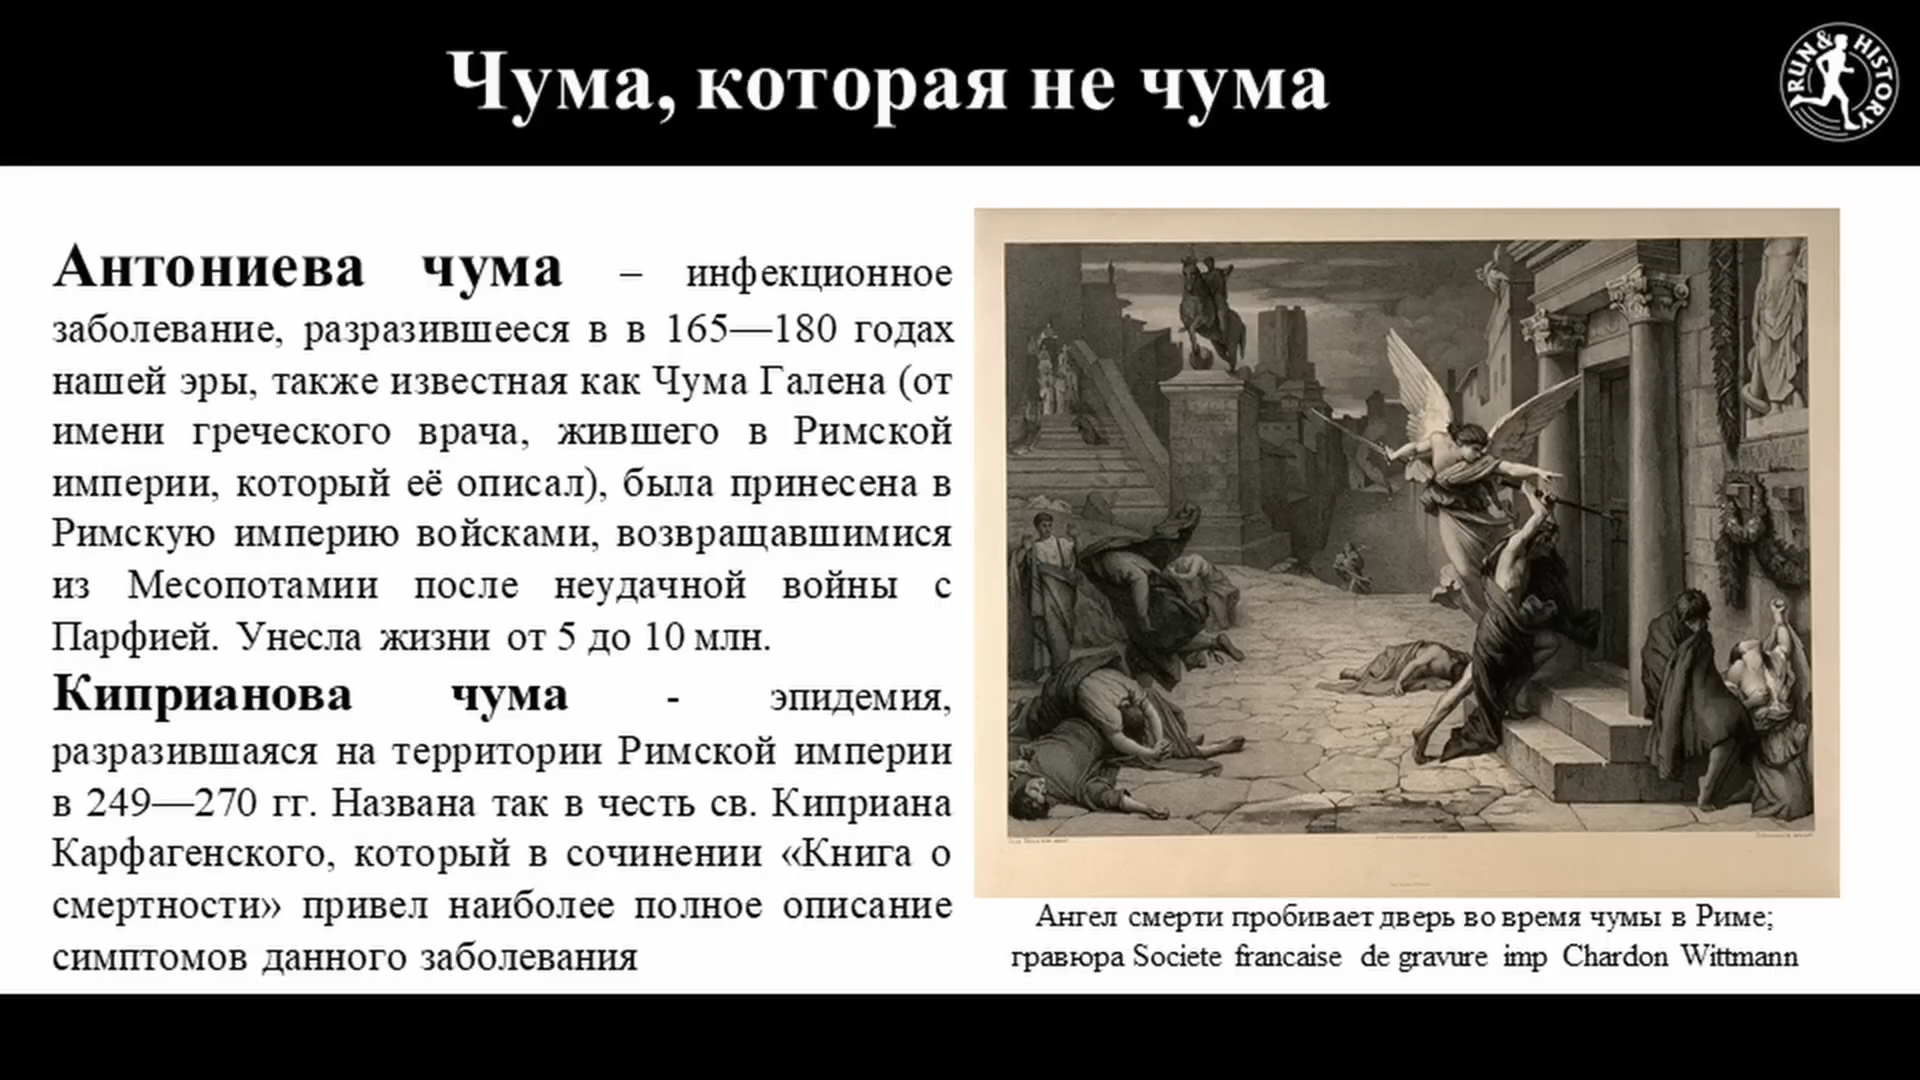 Чума, которая не чума
RUN & HISTORY
Антониева чума – инфекционное
заболевание, разразившееся в в 165—180 годах
нашей эры, также известная как Чума Галена (от
имени греческого врача, жившего в Римской
империи, который её описал), была принесена в
Римскую империю войсками, возвращавшимися
из Месопотамии после неудачной войны с
Парфией. Унесла жизни от 5 до 10 млн.
Киприанова чума - эпидемия,
разразившаяся на территории Римской империи
в 249—270 гг. Названа так в честь св. Киприана
Карфагенского, который в сочинении «Книга о
смертности» привел наиболее полное описание
симптомов данного заболевания
Ангел смерти пробивает дверь во время чумы в Риме;
гравюра Societe francaise de gravure imp Chardon Wittmann